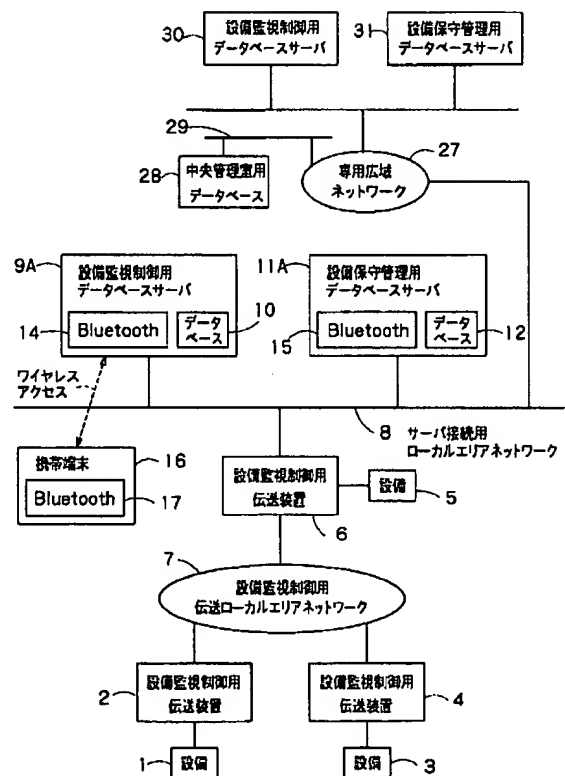 30
設備監視制御用
データベースサーバ
31
設備保守管理用
データベースサーバ
29
27
28
中央管理室用
データベース
専用広域
ネットワーク
9A
設備監視制御用
データベースサーバ
10
14
Bluetooth
データ
ベース
11A
設備保守管理用
データベースサーバ
15
Bluetooth
データ
ベース
12
ワイヤレス
アクセス
8
サーバ接続用
ローカルエリアネットワーク
携帯端末
16
Bluetooth
17
設備監視制御用
伝送装置
6
設備
5
7
設備監視制御用
伝送ローカルエリアネットワーク
2
設備監視制御用
伝送装置
設備監視制御用
伝送装置
4
1
設備
設備
3